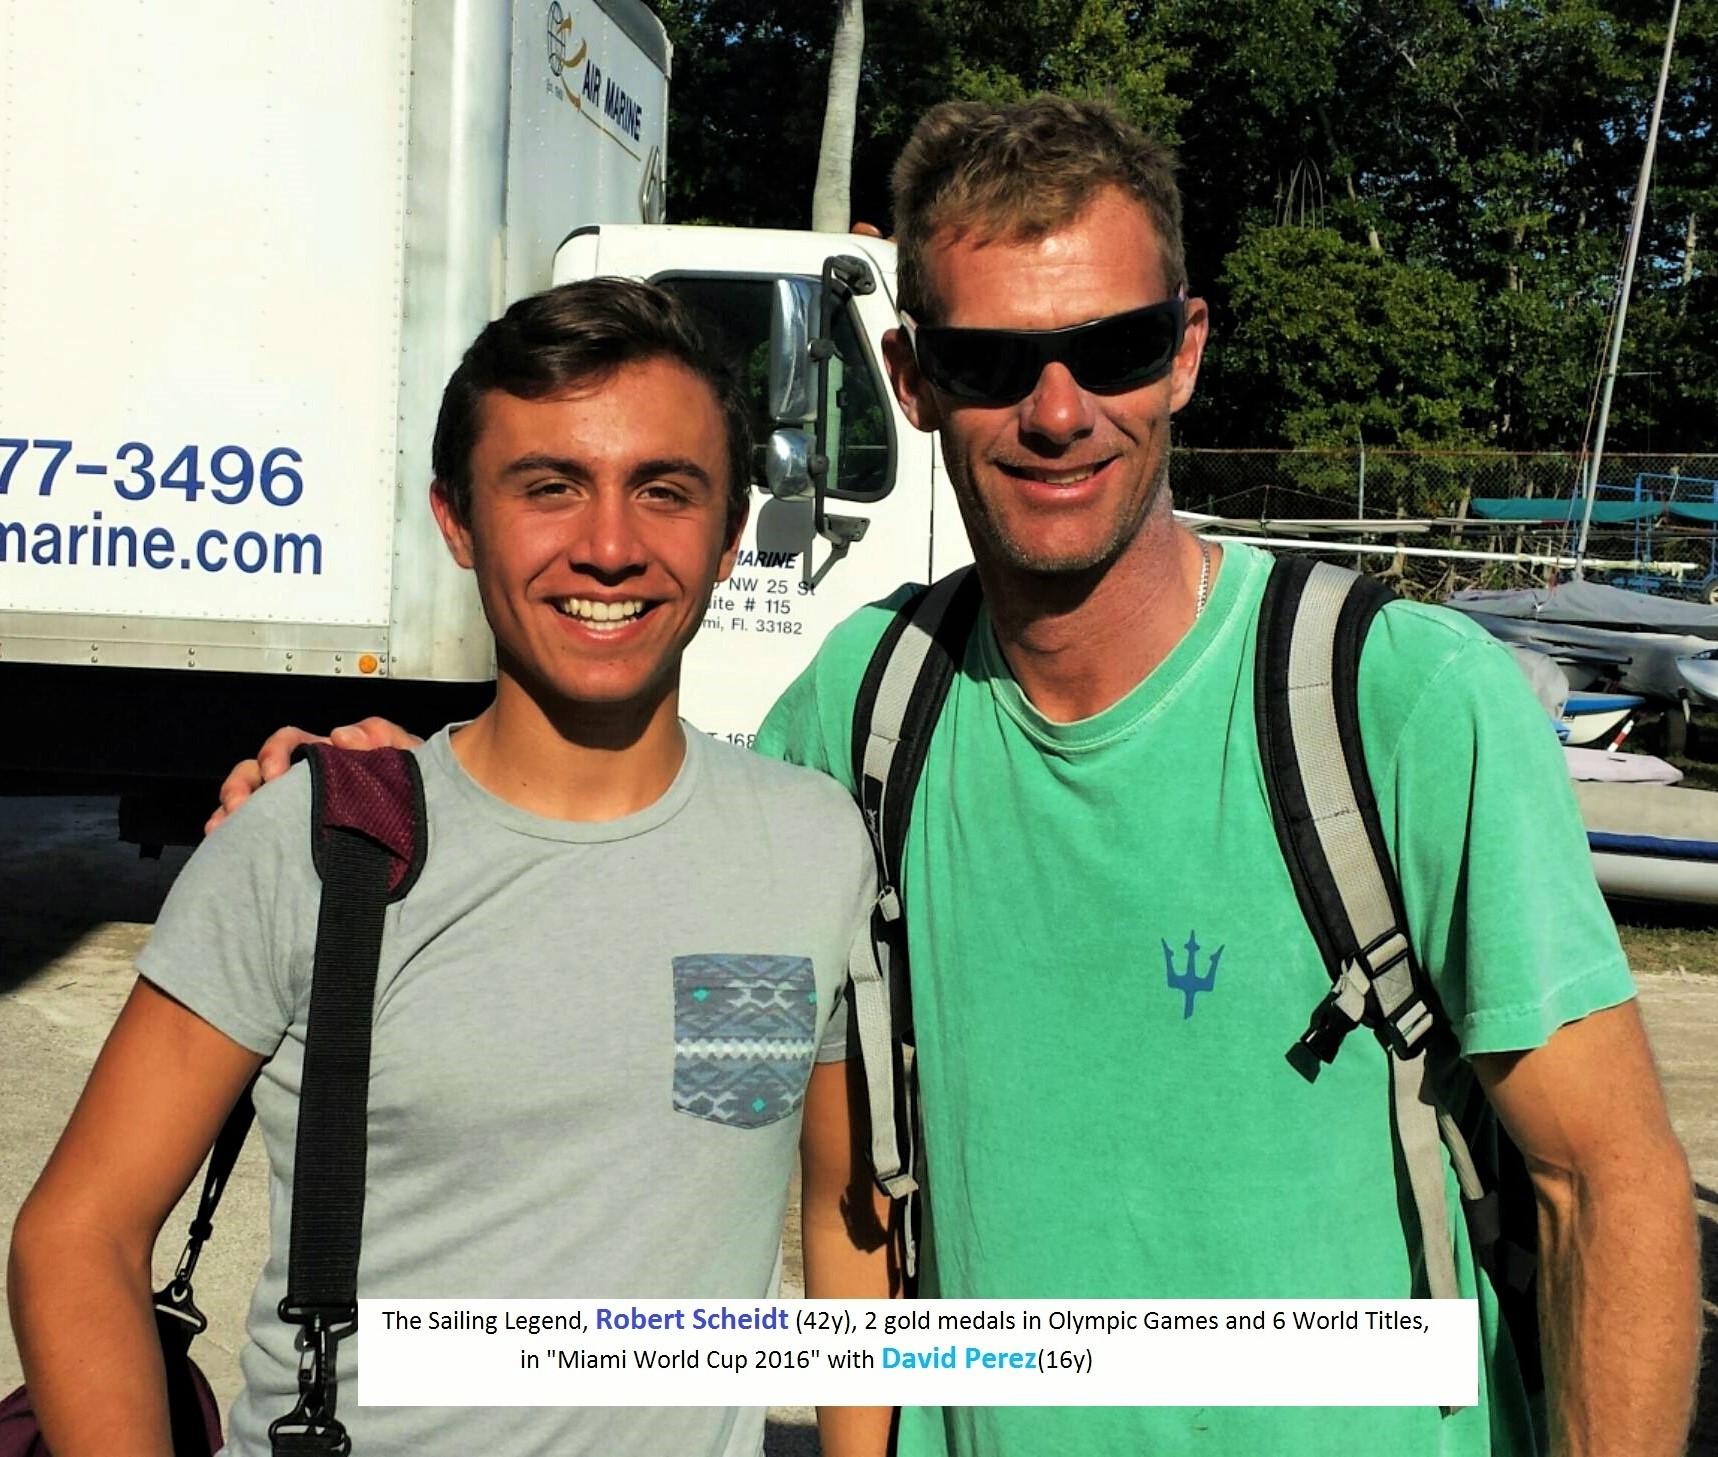 AIR MARINE
77-3496
marine.com
MARINE
NW 25 St
ite # 115
mi, Fl. 33182
168
The Sailing Legend, Robert Scheidt (42y), 2 gold medals in Olympic Games and 6 World Titles,
in "Miami World Cup 2016" with David Perez(16y)